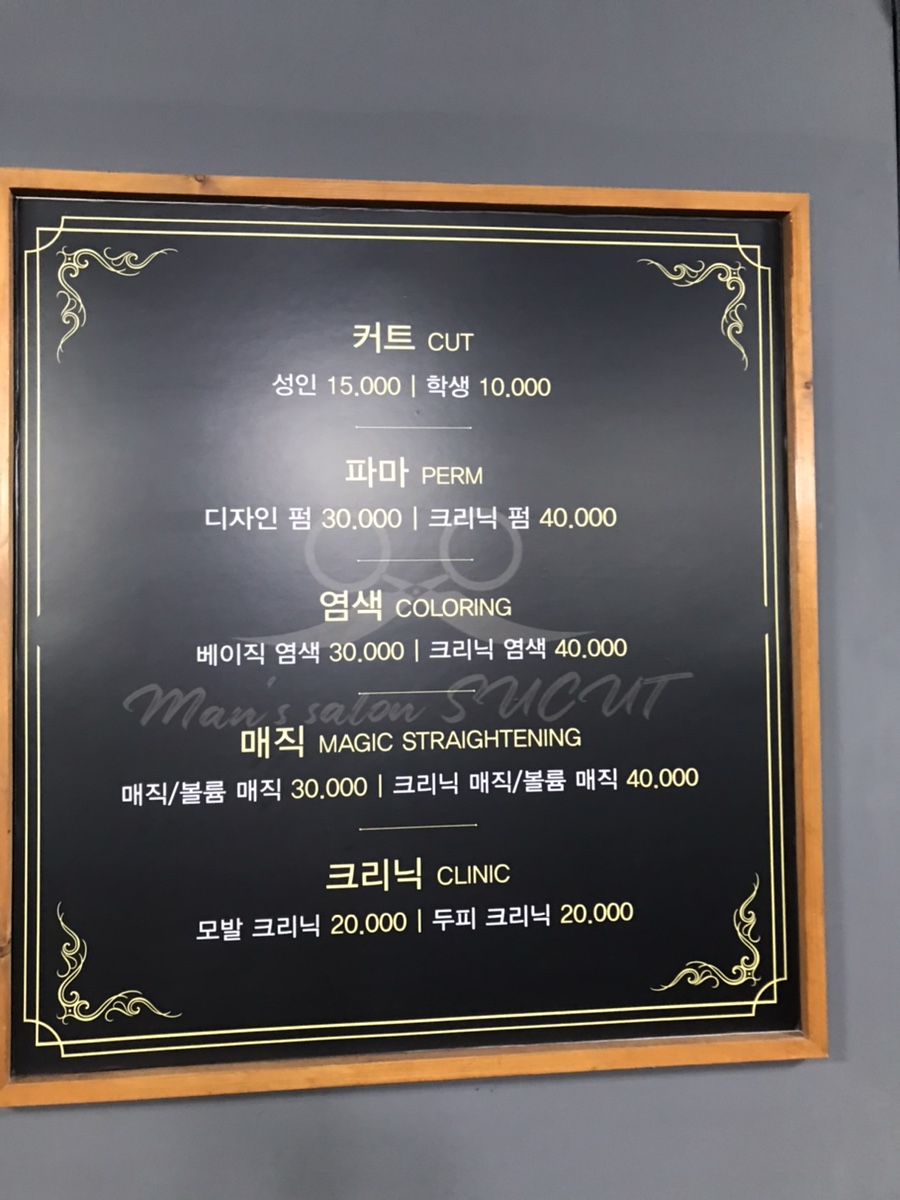 커트 CUT
성인 15.000 | 학생 10.000
파마 PERM
디자인 펌 30.000 | 크리닉 펌 40.000
염색 COLORING
베이직 염색 30.000 | 크리닉 염색 40.000
Man's salon SUCUT
매직 MAGIC STRAIGHTENING
매직/볼륨 매직 30.000 | 크리닉 매직/볼륨 매직 40.000
크리닉 CLINIC
모발 크리닉 20.000 | 두피 크리닉 20.000